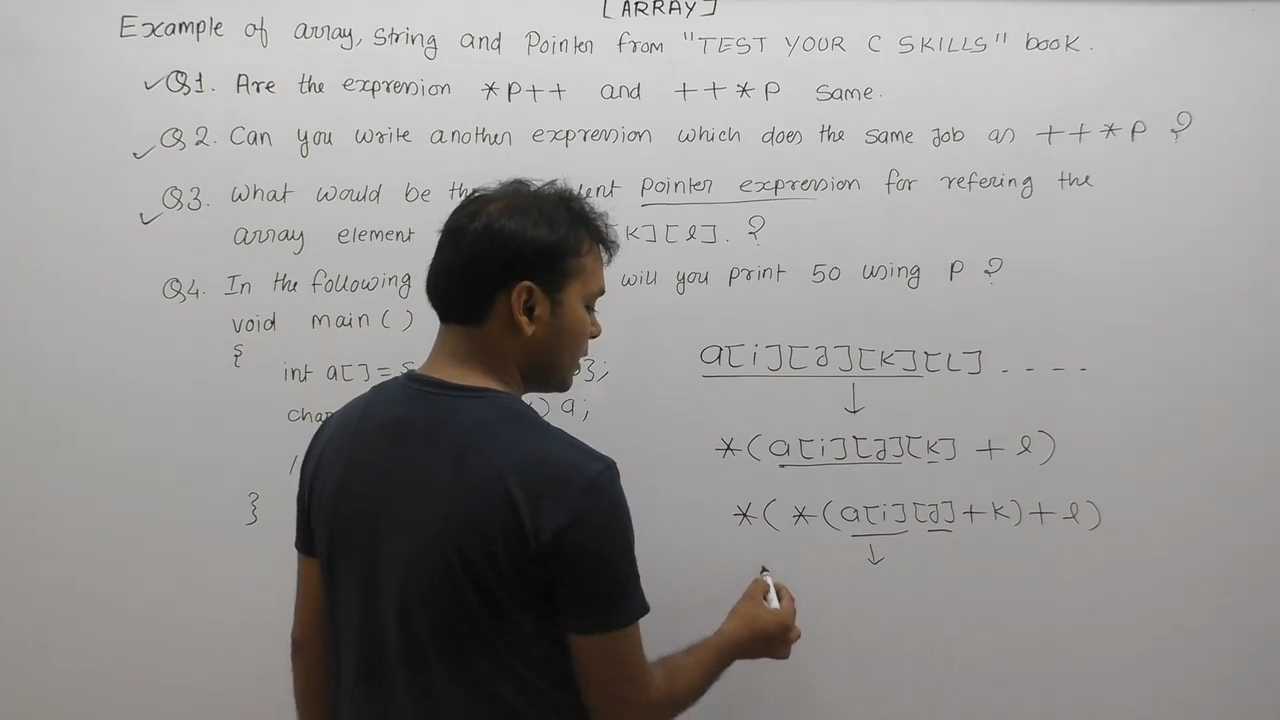 [ARRAY]
Example of array, string and Pointer from "TEST YOUR C SKILLS" book.
Q1. Are the expression *P++ and ++*P same.
Q2. Can you write another expression which does the same job as ++*P ?
Q3. What would be the pointer expression for refering the
array element [K][l]. ?
Q4. In the following will you print 50 using P ?
void main()
{
int a[] = 3;
) a;
}
a[i][j][k][l] ----
↓
*(a[i][j][k] + l)
*(*(a[i][j]+k)+l)
↓